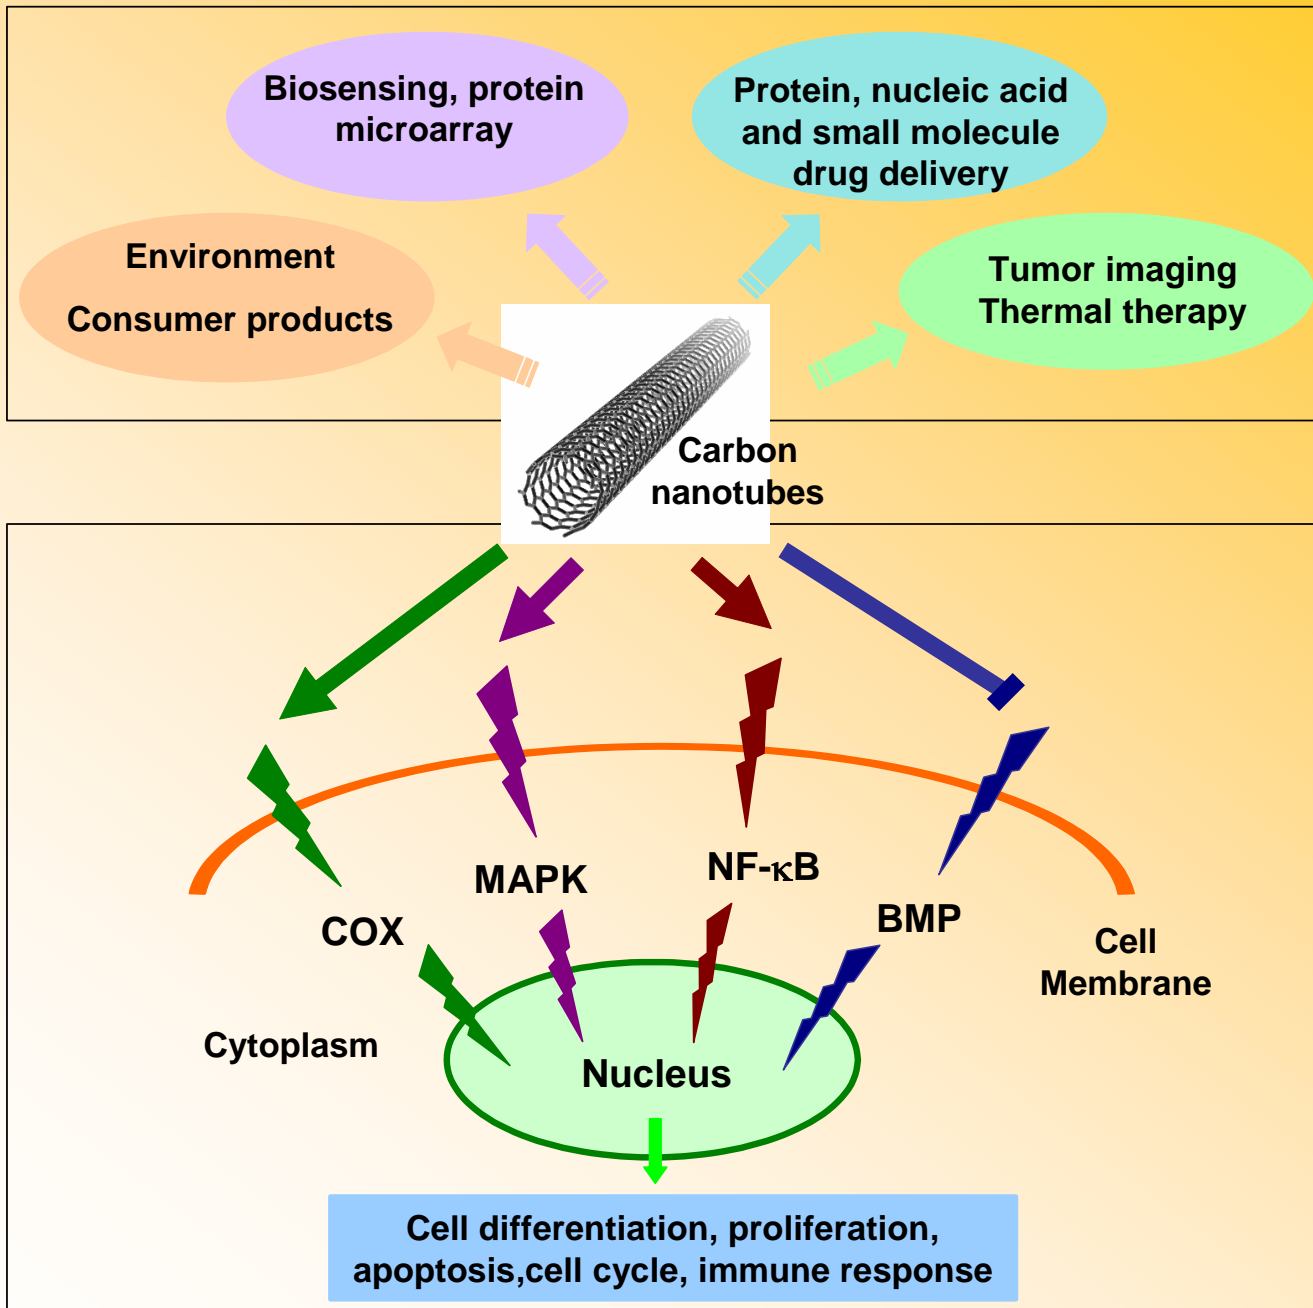 Biosensing, protein
microarray
Protein, nucleic acid
and small molecule
drug delivery
Environment
Consumer products
Tumor imaging
Thermal therapy
Carbon
nanotubes
MAPK
NF-κB
COX
BMP
Cell
Membrane
Cytoplasm
Nucleus
Cell differentiation, proliferation,
apoptosis,cell cycle, immune response